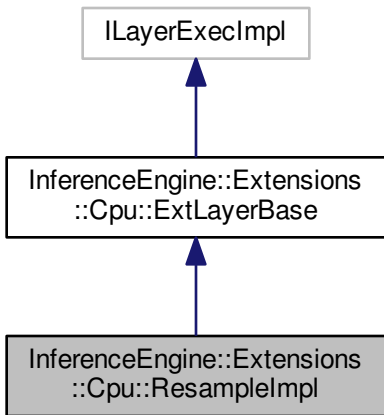 ILayerExecImpl
InferenceEngine::Extensions
::Cpu::ExtLayerBase
InferenceEngine::Extensions
::Cpu::ResampleImpl